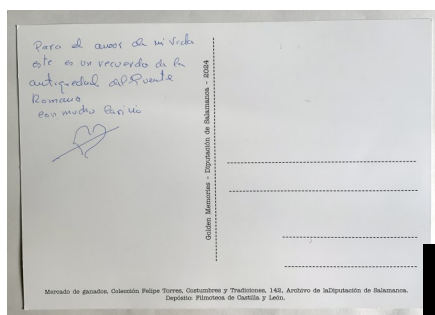 Para el amor de mi vida
este es un recuerdo de la
antiguedad del Puente
Romano
con mucho Cariño
Golden Memories - Diputación de Salamanca - 2024
Mercado de ganados. Colección Felipe Torres, Costumbres y Tradiciones, 142, Archivo de laDiputación de Salamanca.
Depósito: Filmoteca de Castilla y León.